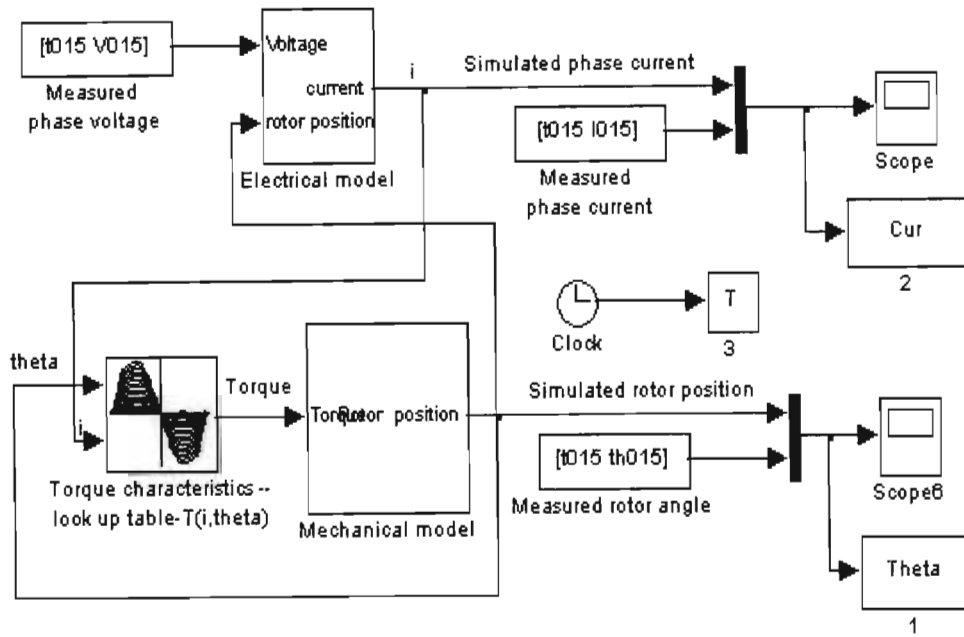 [t015 V015]
Measured
phase voltage
Voltage
current
rotor position
Electrical model
i
Simulated phase current
[t015 I015]
Measured
phase current
Scope
Cur
2
Clock
T
3
theta
i
Torque characteristics --
look up table-T(i,theta)
Torque
Torque
Rotor position
Mechanical model
Simulated rotor position
[t015 th015]
Measured rotor angle
Scope6
Theta
1